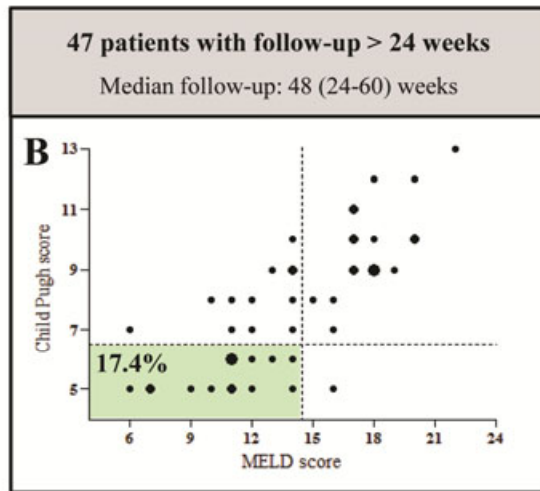 47 patients with follow-up > 24 weeks
Median follow-up: 48 (24-60) weeks
B
13
11
9
7
5
Child Pugh score
17.4%
6 9 12 15 18 21 24
MELD score